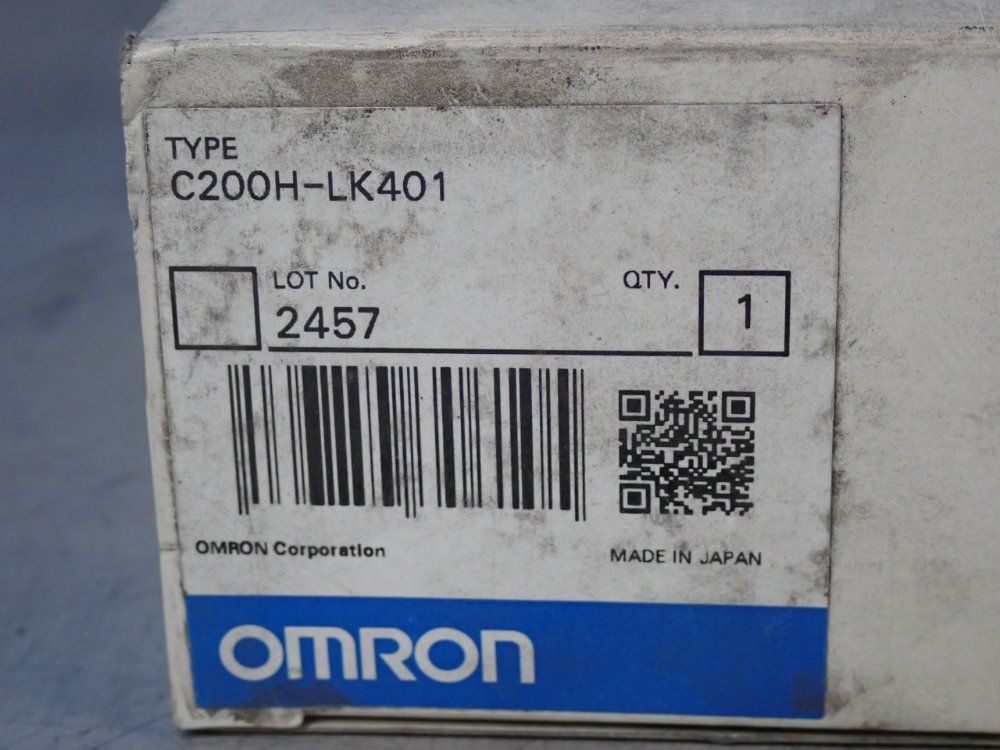 TYPE
C200H-LK401
LOT No.
2457
QTY.
1
OMRON Corporation
MADE IN JAPAN
OMRON